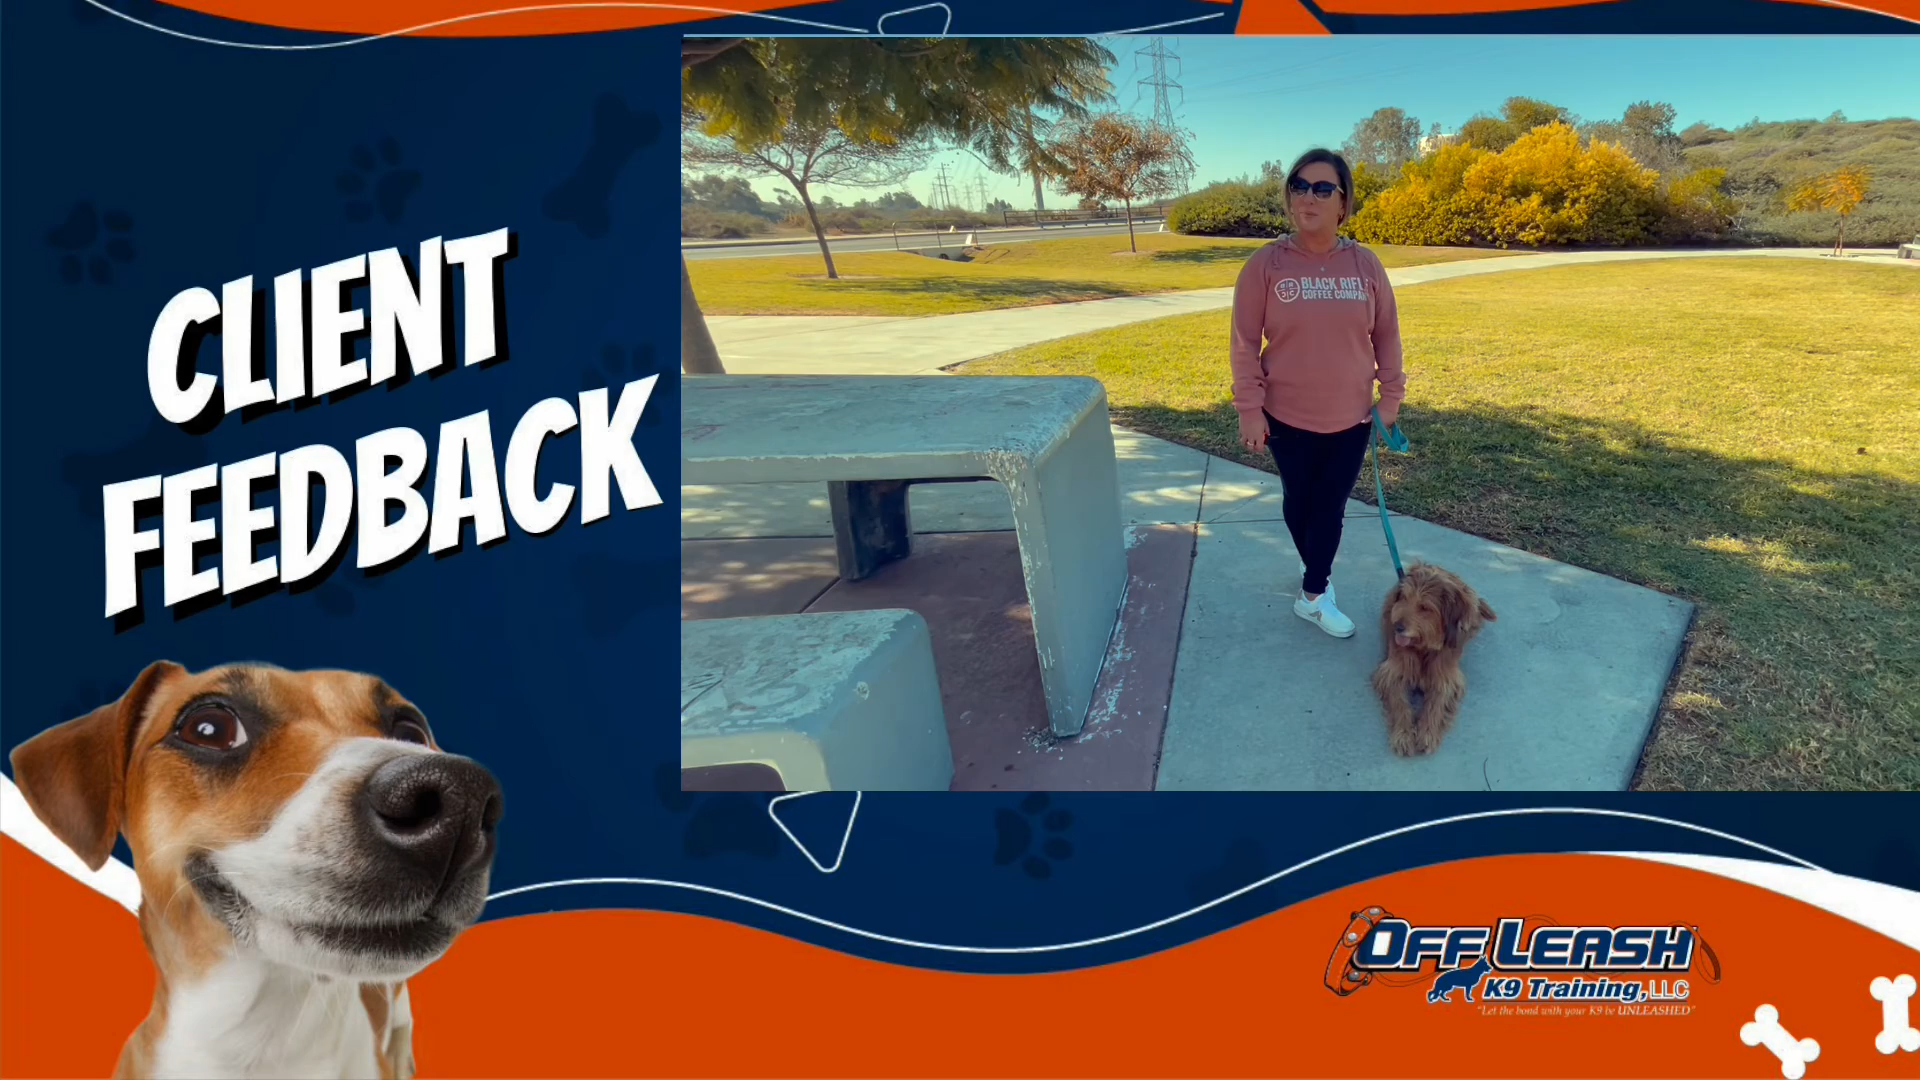 CLIENT
FEEDBACK
BLACK RIFLE
COFFEE COMPANY
OFF LEASH
K9 Training, LLC
"Let the bond with your K9 be UNLEASHED"